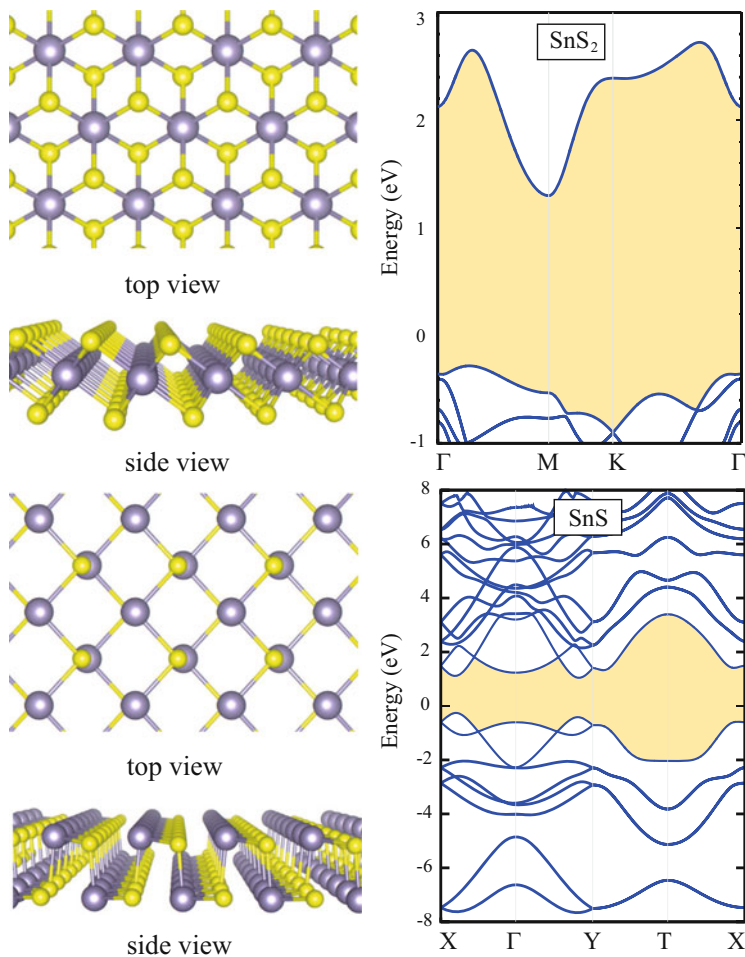 top view
side view
SnS₂
Energy (eV)
3
2
1
0
-1
Γ M K Γ
top view
side view
SnS
Energy (eV)
8
6
4
2
0
-2
-4
-6
-8
X Γ Y T X